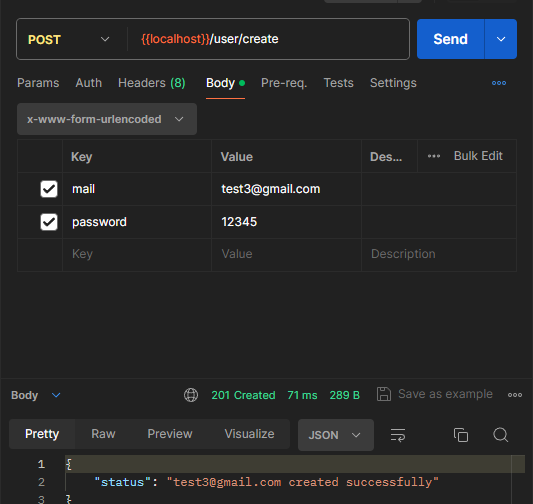 POST {{localhost}}/user/create Send
Params Auth Headers (8) Body Pre-req. Tests Settings
x-www-form-urlencoded
Key Value Des... Bulk Edit
mail test3@gmail.com
password 12345
Key Value Description
Body 201 Created 71 ms 289 B Save as example
Pretty Raw Preview Visualize JSON
1 {
2 "status": "test3@gmail.com created successfully"
3 }